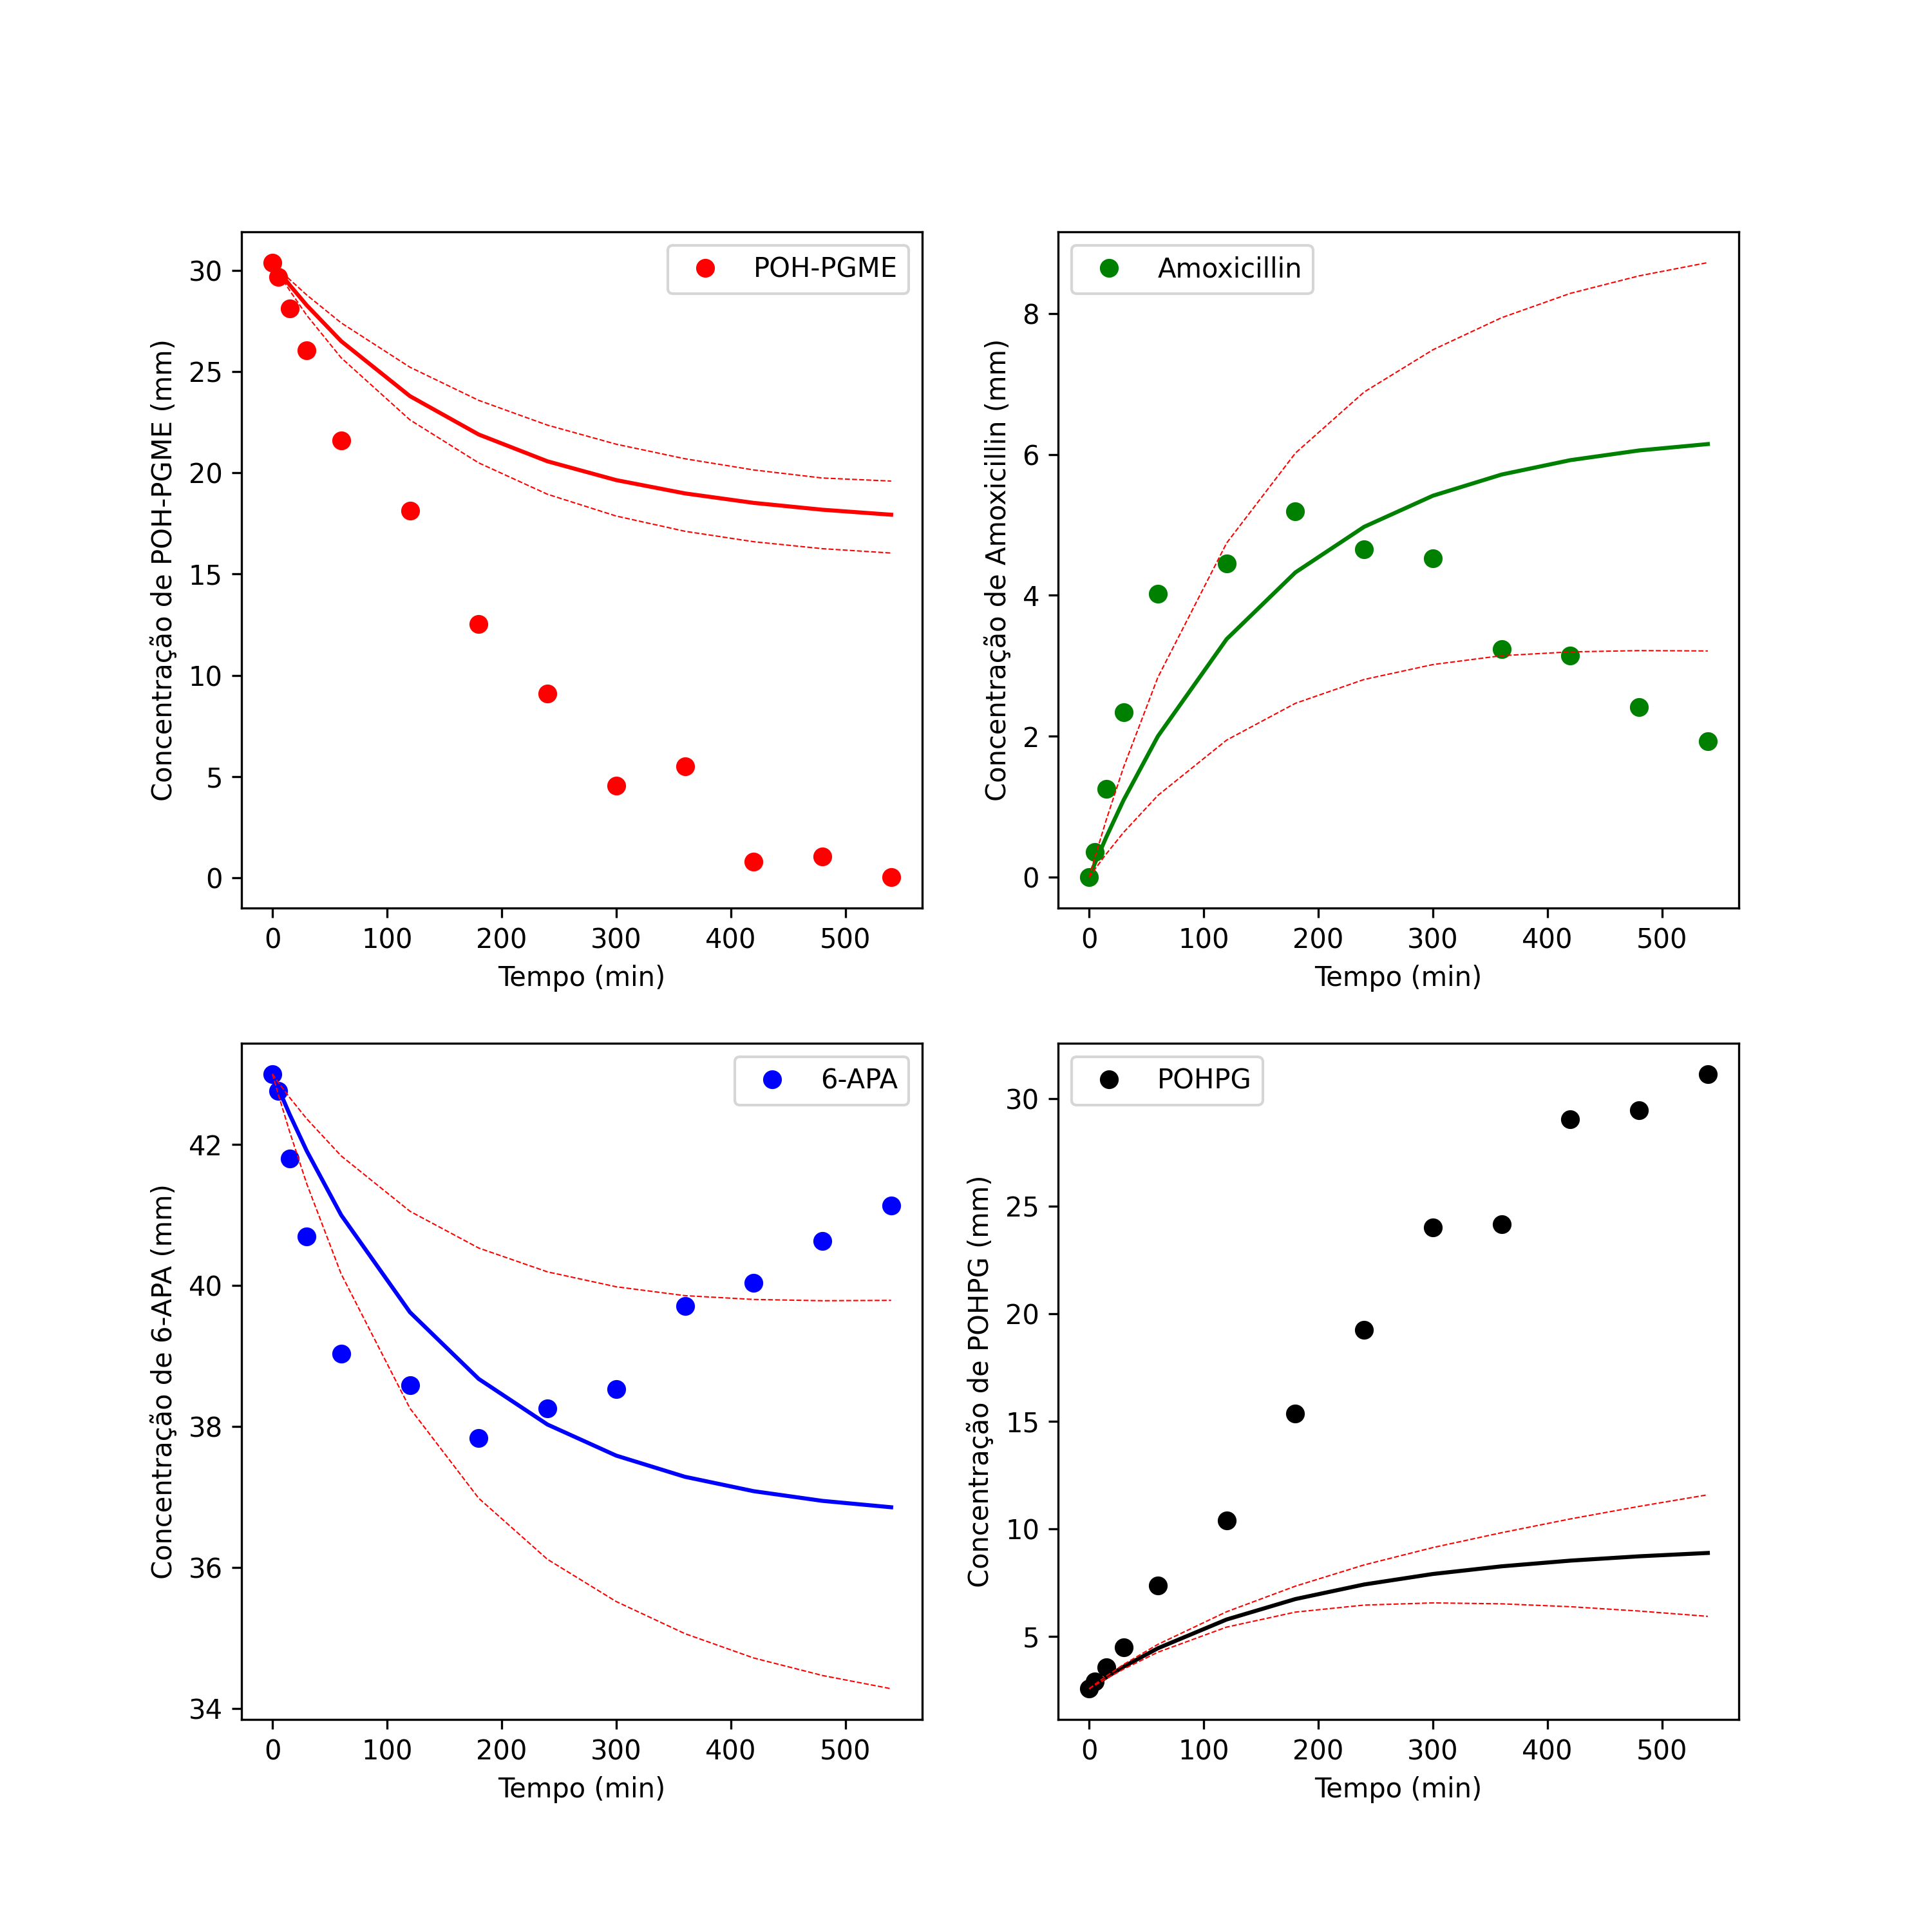 POH-PGME
Concentração de POH-PGME (mm)
30
25
20
15
10
5
0
0 100 200 300 400 500
Tempo (min)
Amoxicillin
Concentração de Amoxicillin (mm)
8
6
4
2
0
0 100 200 300 400 500
Tempo (min)
6-APA
Concentração de 6-APA (mm)
42
40
38
36
34
0 100 200 300 400 500
Tempo (min)
POHPG
Concentração de POHPG (mm)
30
25
20
15
10
5
0 100 200 300 400 500
Tempo (min)